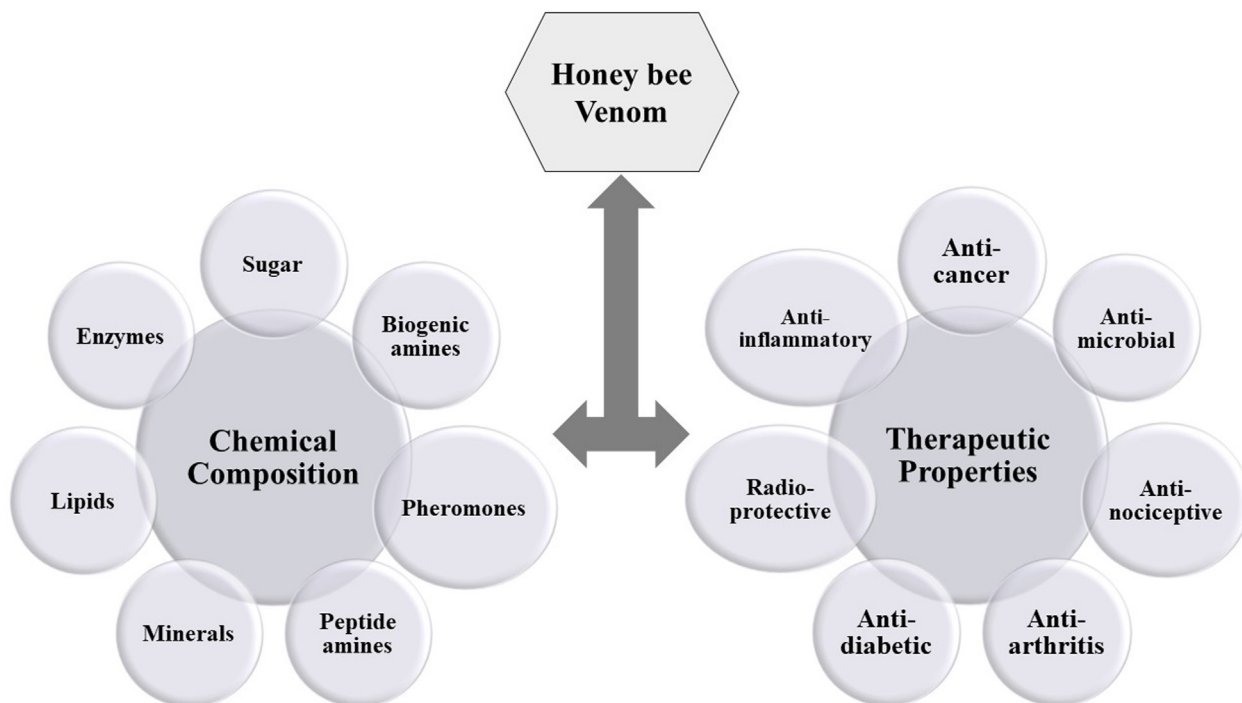 Honey bee
Venom
Sugar
Biogenic
amines
Pheromones
Peptide
amines
Minerals
Lipids
Enzymes
Chemical
Composition
Anti-
cancer
Anti-
microbial
Anti-
nociceptive
Anti-
arthritis
Anti-
diabetic
Radio-
protective
Anti-
inflammatory
Therapeutic
Properties